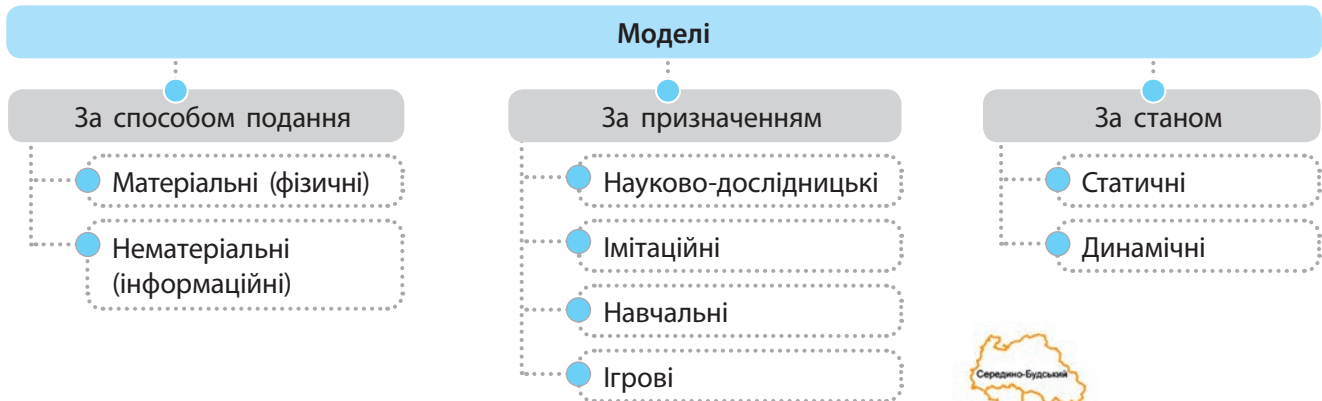 Моделі
За способом подання
Матеріальні (фізичні)
Нематеріальні
(інформаційні)
За призначенням
Науково-дослідницькі
Імітаційні
Навчальні
Ігрові
За станом
Статичні
Динамічні
Середино-Будський